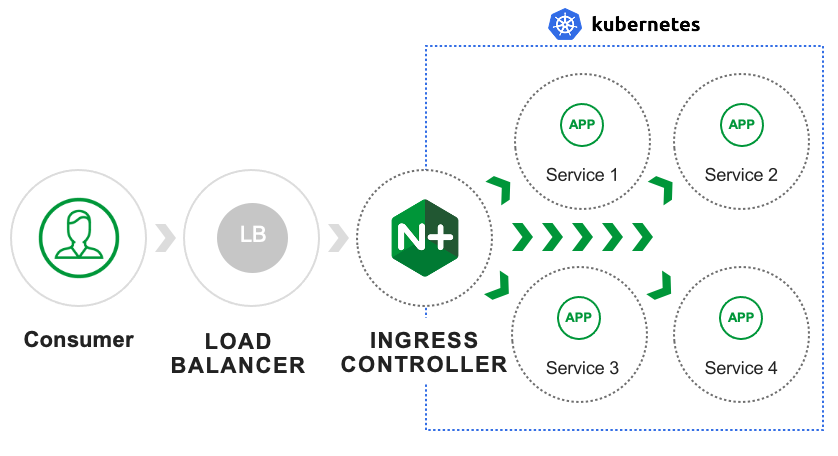 kubernetes
APP
Service 1
APP
Service 2
LB
N+
Consumer
LOAD
BALANCER
INGRESS
CONTROLLER
APP
Service 3
APP
Service 4